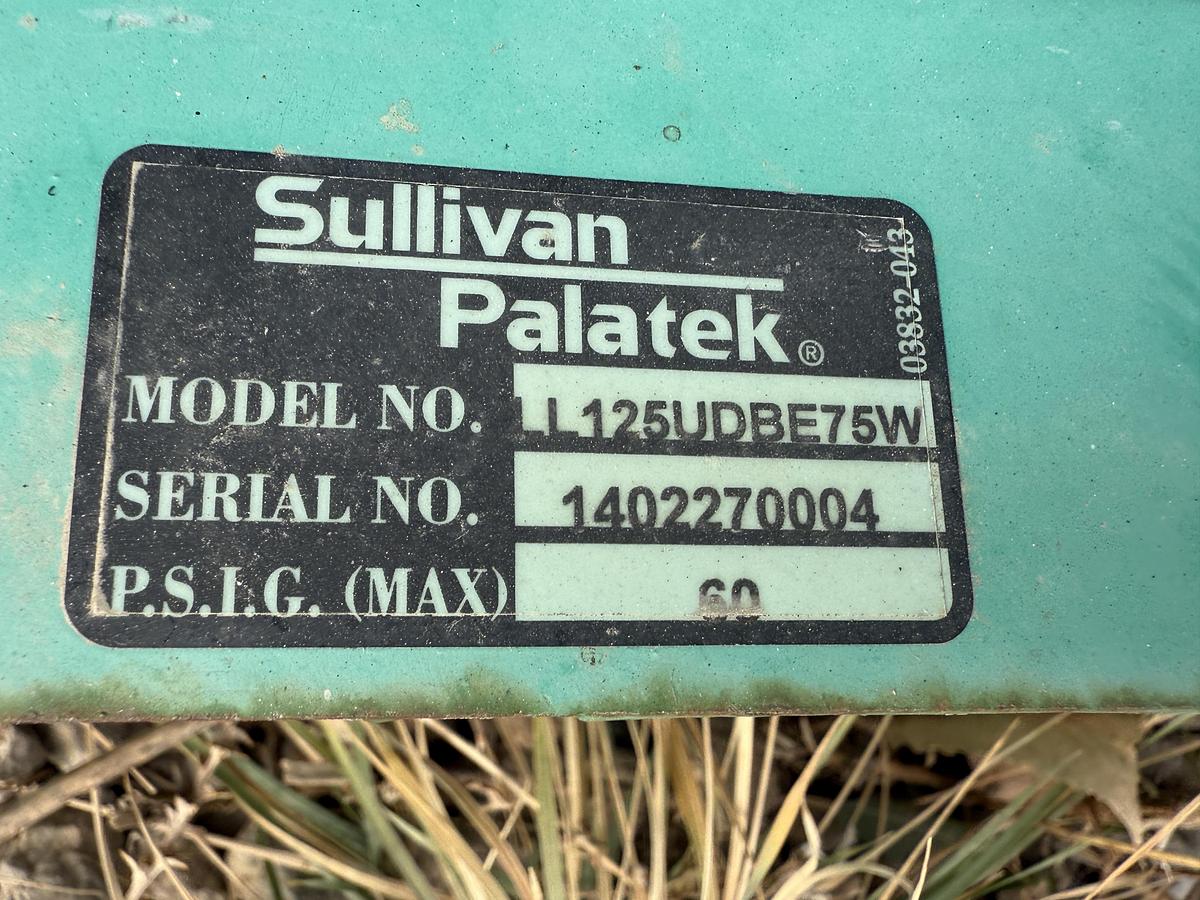 Sullivan
Palatek®
03832-043
MODEL NO. LL125UDBE75W
SERIAL NO. 1402270004
P.S.I.G. (MAX) 60